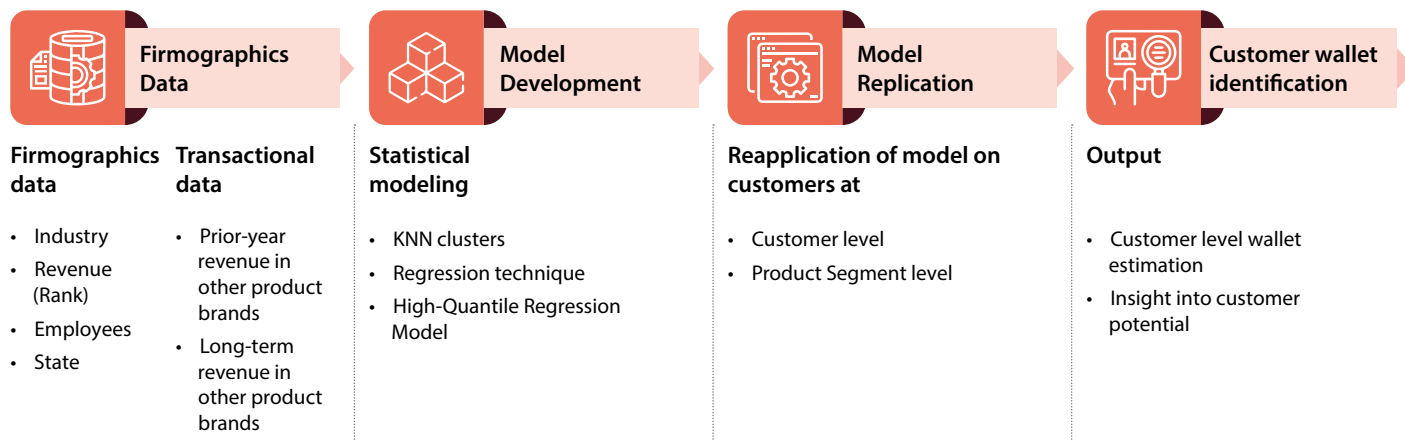 Firmographics
Data
Model
Development
Model
Replication
Customer wallet
identification
Firmographics
data
• Industry
• Revenue
(Rank)
• Employees
• State
Transactional
data
• Prior-year
revenue in
other product
brands
• Long-term
revenue in
other product
brands
Statistical
modeling
• KNN clusters
• Regression technique
• High-Quantile Regression
Model
Reapplication of model on
customers at
• Customer level
• Product Segment level
Output
• Customer level wallet
estimation
• Insight into customer
potential